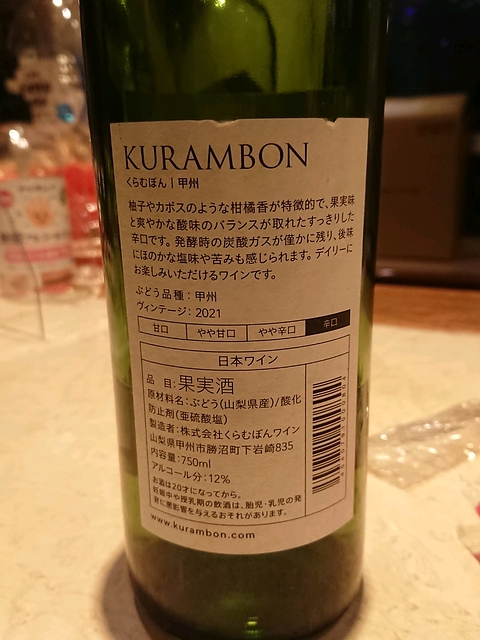 KURAMBON
くらむぼん | 甲州
柚子やカボスのような柑橘香が特徴的で、果実味
と爽やかな酸味のバランスが取れたすっきりした
辛口です。発酵時の炭酸ガスが僅かに残り、後味
にほのかな塩味や苦みも感じられます。デイリーに
お楽しみいただけるワインです。
ぶどう品種：甲州
ヴィンテージ：2021
甘口 やや甘口 やや辛口 辛口
日本ワイン
品 目：果実酒
原材料名：ぶどう(山梨県産)/酸化
防止剤(亜硫酸塩)
製造者：株式会社くらむぼんワイン
山梨県甲州市勝沼町下岩崎835
内容量：750ml
アルコール分：12%
お酒は20才になってから。
妊娠中や授乳期の飲酒は、胎児・乳児の発
育に悪影響を与えるおそれがあります。
www.kurambon.com